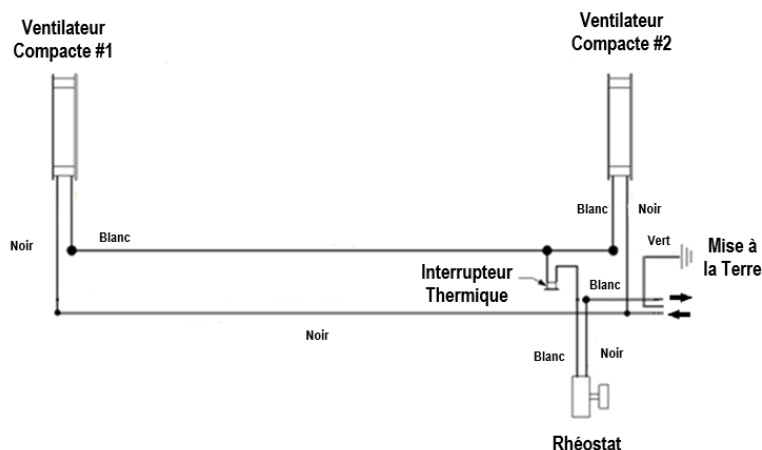 Ventilateur
Compacte #1
Ventilateur
Compacte #2
Blanc
Noir
Noir
Blanc
Vert
Mise à
la Terre
Interrupteur
Thermique
Blanc
Noir
Blanc
Noir
Rhéostat